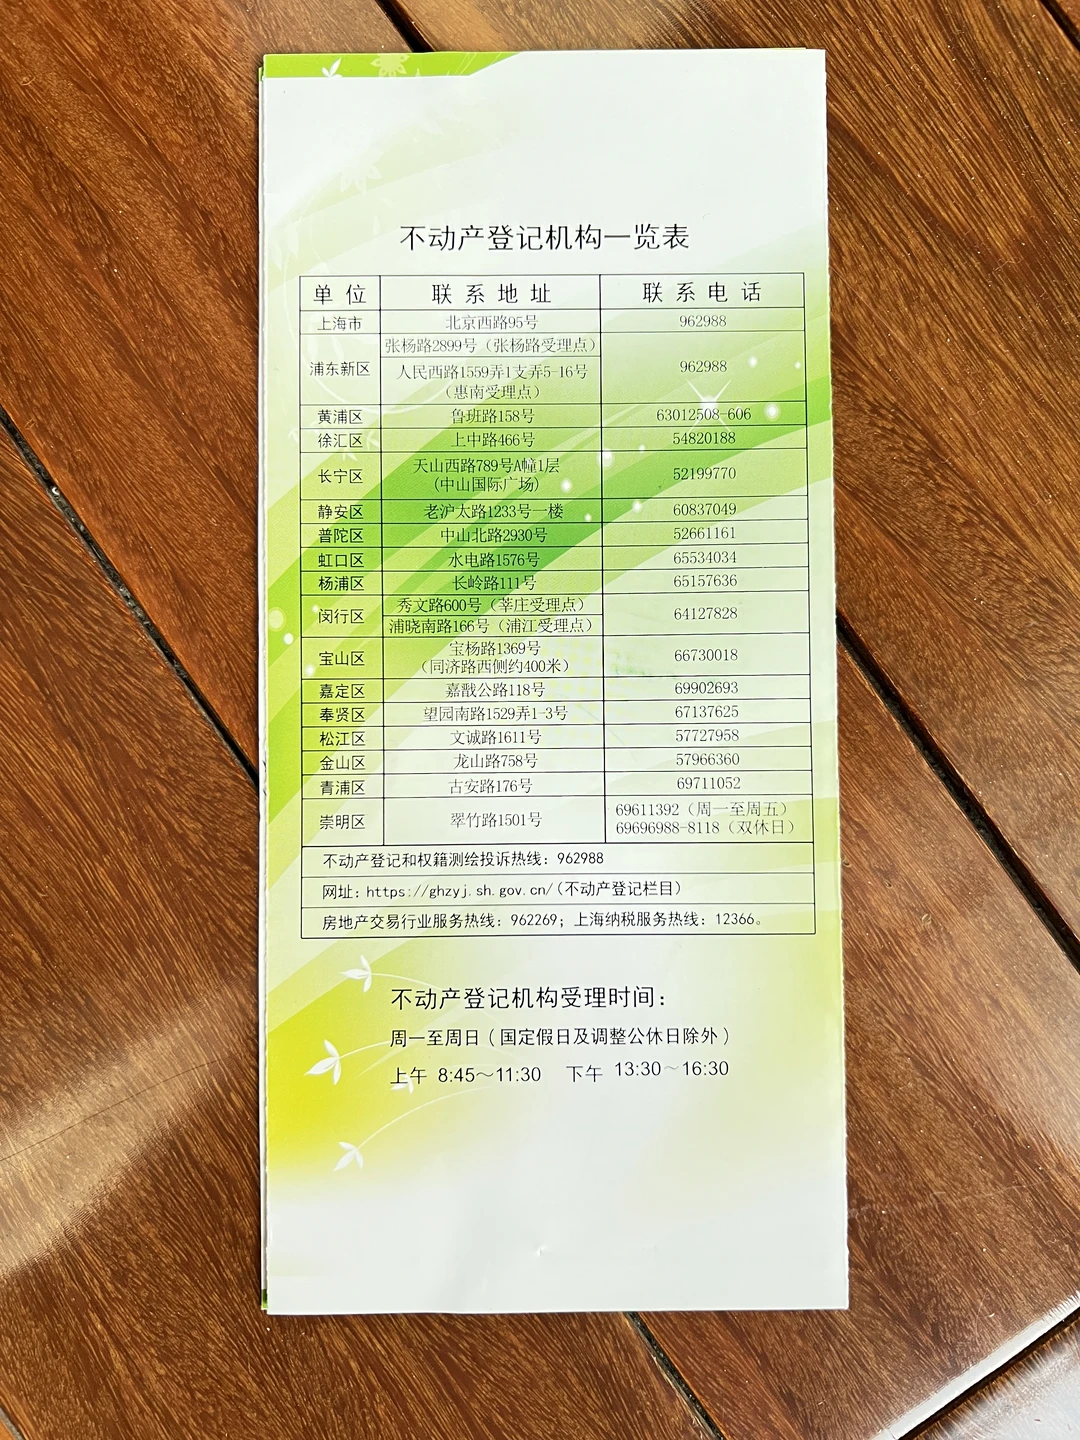 不动产登记机构一览表
单位 联系地址 联系电话
上海市 北京西路95号 962988
浦东新区 张杨路2899号（张杨路受理点） 962988
人民西路1559弄1支弄5-16号
（惠南受理点）
黄浦区 鲁班路158号 63012508-606
徐汇区 上中路466号 54820188
长宁区 天山西路789号A幢1层 52199770
(中山国际广场)
静安区 老沪太路1233号一楼 60837049
普陀区 中山北路2930号 52661161
虹口区 水电路1576号 65534034
杨浦区 长岭路111号 65157636
闵行区 秀文路600号（莘庄受理点） 64127828
浦晓南路166号（浦江受理点）
宝山区 宝杨路1369号 66730018
（同济路西侧约400米）
嘉定区 嘉戬公路118号 69902693
奉贤区 望园南路1529弄1-3号 67137625
松江区 文诚路1611号 57727958
金山区 龙山路758号 57966360
青浦区 古安路176号 69711052
崇明区 翠竹路1501号 69611392（周一至周五）
69696988-8118（双休日）
不动产登记和权籍测绘投诉热线：962988
网址：https://ghzyj.sh.gov.cn/（不动产登记栏目）
房地产交易行业服务热线：962269；上海纳税服务热线：12366。
不动产登记机构受理时间：
周一至周日（国定假日及调整公休日除外）
上午 8:45～11:30 下午 13:30～16:30